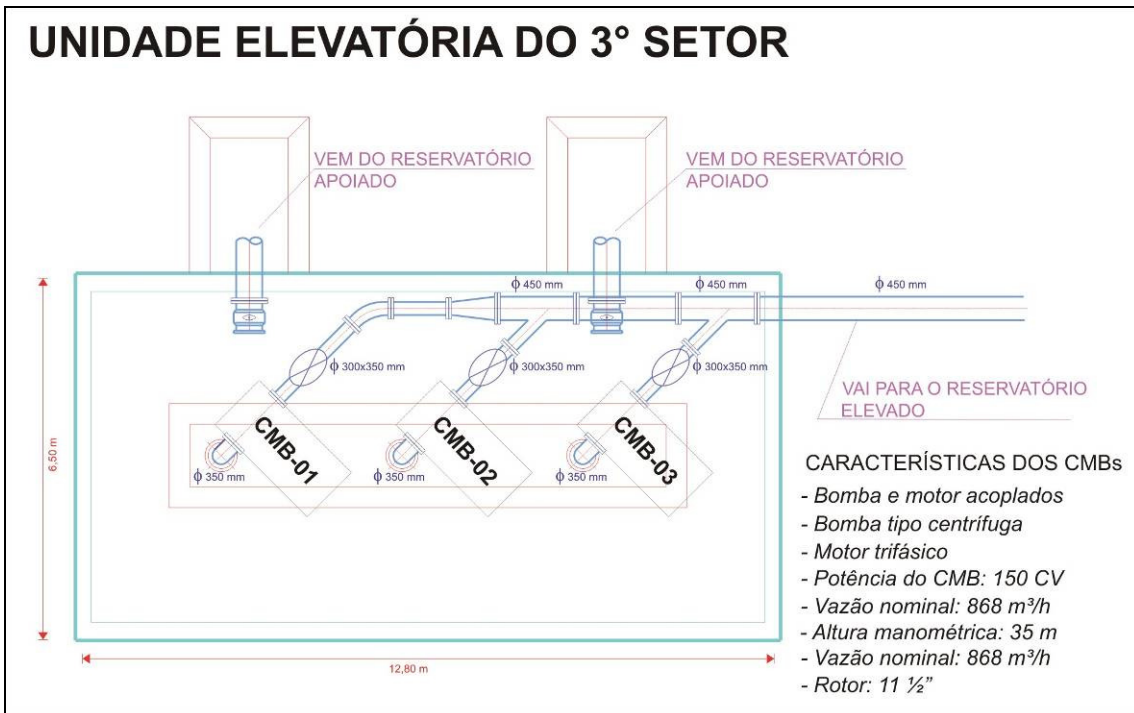 UNIDADE ELEVATÓRIA DO 3° SETOR
VEM DO RESERVATÓRIO
APOIADO
VEM DO RESERVATÓRIO
APOIADO
ϕ 450 mm
ϕ 450 mm
ϕ 450 mm
ϕ 300x350 mm
ϕ 300x350 mm
ϕ 300x350 mm
VAI PARA O RESERVATÓRIO
ELEVADO
CMB-01
CMB-02
CMB-03
ϕ 350 mm
ϕ 350 mm
ϕ 350 mm
6,50 m
12,80 m
CARACTERÍSTICAS DOS CMBs
- Bomba e motor acoplados
- Bomba tipo centrífuga
- Motor trifásico
- Potência do CMB: 150 CV
- Vazão nominal: 868 m³/h
- Altura manométrica: 35 m
- Vazão nominal: 868 m³/h
- Rotor: 11 ½”